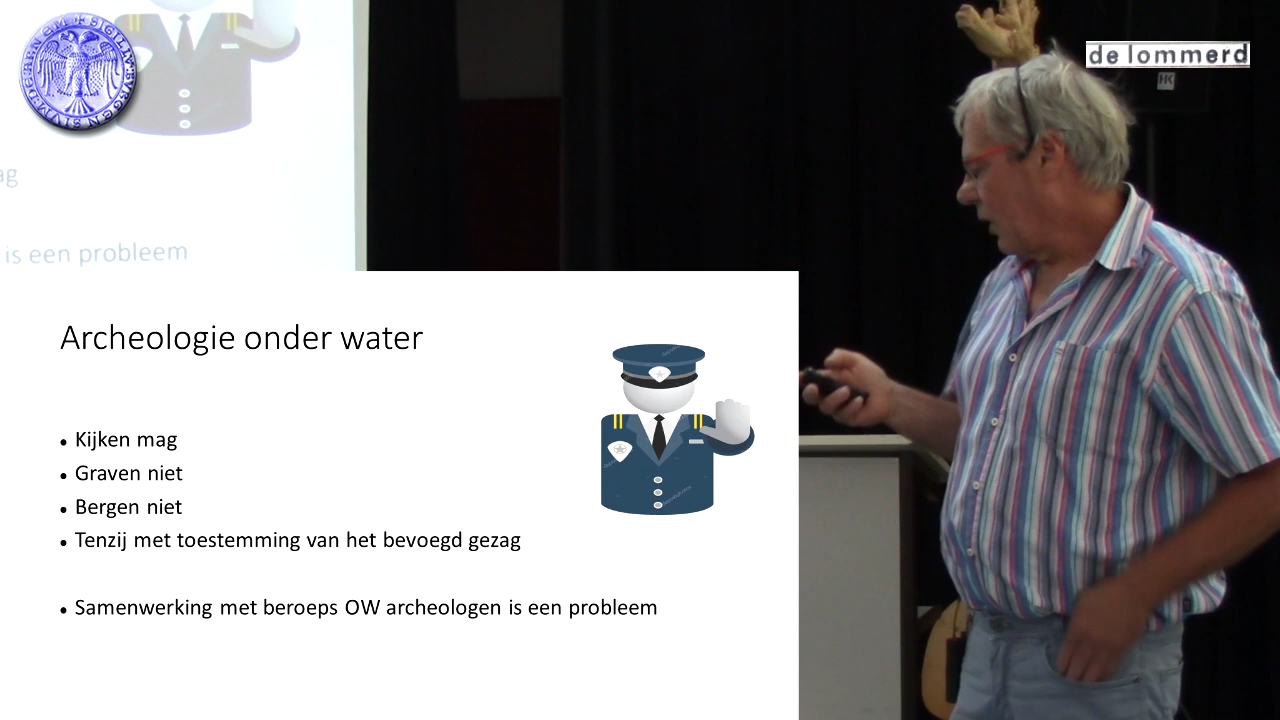 de lommerd
HK
ag
is een probleem
Archeologie onder water
• Kijken mag
• Graven niet
• Bergen niet
• Tenzij met toestemming van het bevoegd gezag
• Samenwerking met beroeps OW archeologen is een probleem